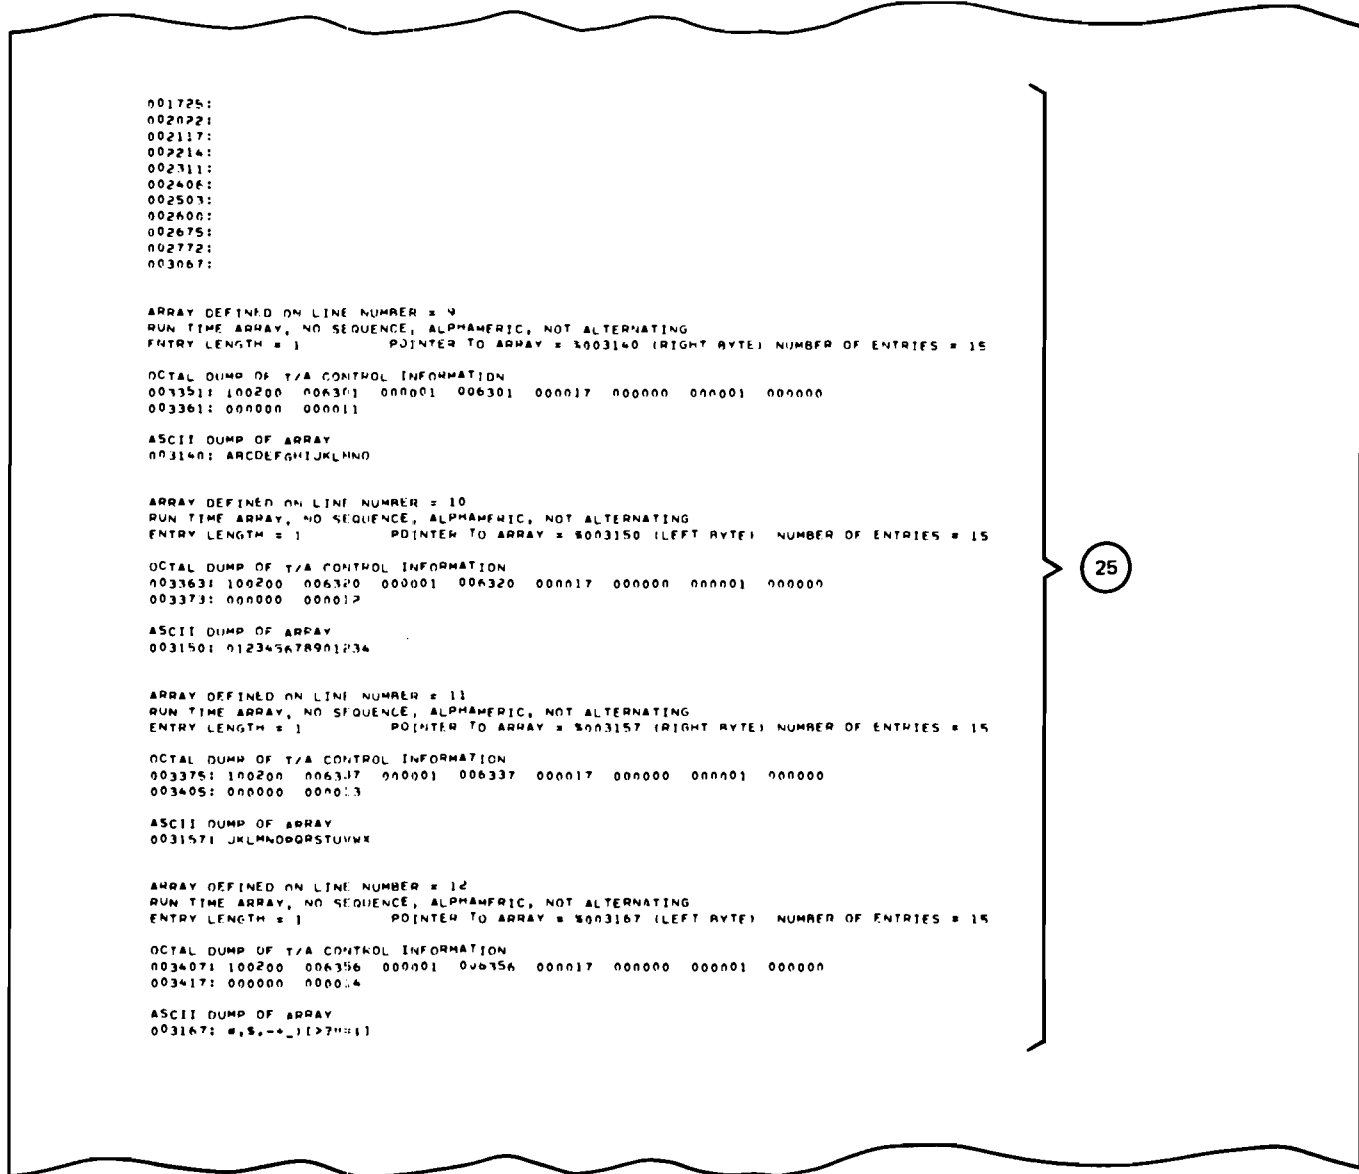 001725:
002022:
002117:
002214:
002311:
002406:
002503:
002600:
002675:
002772:
003067:
ARRAY DEFINED ON LINE NUMBER = 9
RUN TIME ARRAY, NO SEQUENCE, ALPHAMERIC, NOT ALTERNATING
ENTRY LENGTH = 1 POINTER TO ARRAY = %003140 (RIGHT BYTE) NUMBER OF ENTRIES = 15
OCTAL DUMP OF T/A CONTROL INFORMATION
003351: 100200 006301 000001 006301 000017 000000 000001 000000
003361: 000000 000011
ASCII DUMP OF ARRAY
003140: ABCDEFGHIJKLMNO
ARRAY DEFINED ON LINE NUMBER = 10
RUN TIME ARRAY, NO SEQUENCE, ALPHAMERIC, NOT ALTERNATING
ENTRY LENGTH = 1 POINTER TO ARRAY = %003150 (LEFT BYTE) NUMBER OF ENTRIES = 15
OCTAL DUMP OF T/A CONTROL INFORMATION
003363: 100200 006320 000001 006320 000017 000000 000001 000000
003373: 000000 000012
ASCII DUMP OF ARRAY
003150: 012345678901234
ARRAY DEFINED ON LINE NUMBER = 11
RUN TIME ARRAY, NO SEQUENCE, ALPHAMERIC, NOT ALTERNATING
ENTRY LENGTH = 1 POINTER TO ARRAY = %003157 (RIGHT BYTE) NUMBER OF ENTRIES = 15
OCTAL DUMP OF T/A CONTROL INFORMATION
003375: 100200 006337 000001 006337 000017 000000 000001 000000
003405: 000000 000013
ASCII DUMP OF ARRAY
003157: JKLMNOPQRSTUVWX
ARRAY DEFINED ON LINE NUMBER = 12
RUN TIME ARRAY, NO SEQUENCE, ALPHAMERIC, NOT ALTERNATING
ENTRY LENGTH = 1 POINTER TO ARRAY = %003167 (LEFT BYTE) NUMBER OF ENTRIES = 15
OCTAL DUMP OF T/A CONTROL INFORMATION
003407: 100200 006356 000001 006356 000017 000000 000001 000000
003417: 000000 000014
ASCII DUMP OF ARRAY
003167:
25